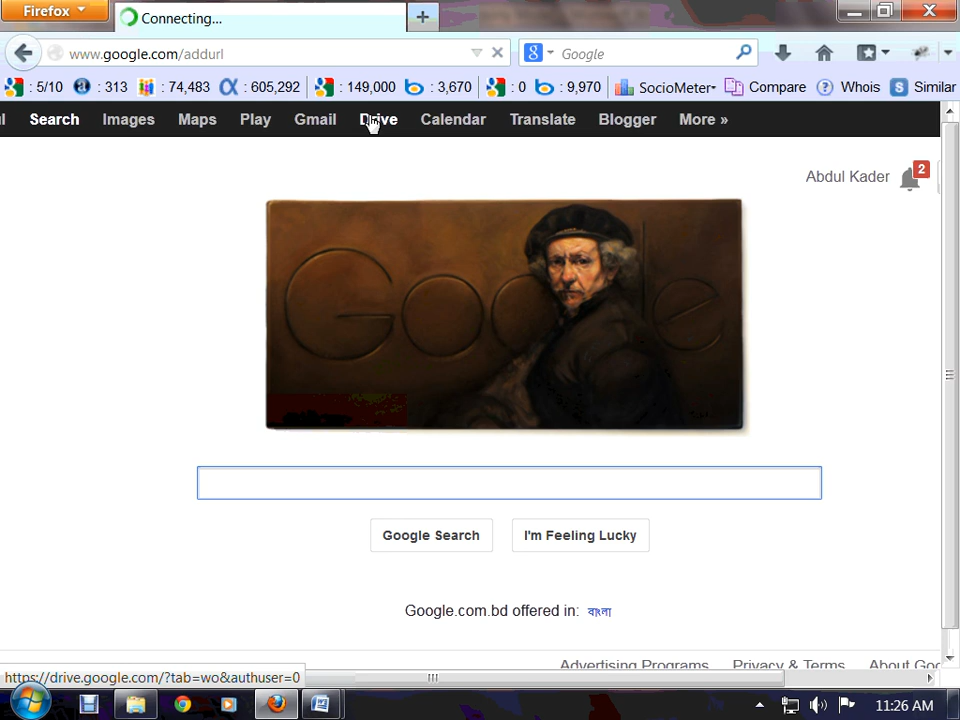 Firefox
Connecting...
www.google.com/addurl
Google
: 5/10 : 313 : 74,483 : 605,292 : 149,000 : 3,670 : 0 : 9,970 SocioMeter Compare Whois Similar
Search Images Maps Play Gmail Drive Calendar Translate Blogger More »
Abdul Kader 2
Google
Google Search I'm Feeling Lucky
Google.com.bd offered in: বাংলা
Advertising Programs Privacy & Terms About Goo
https://drive.google.com/?tab=wo&authuser=0
11:26 AM